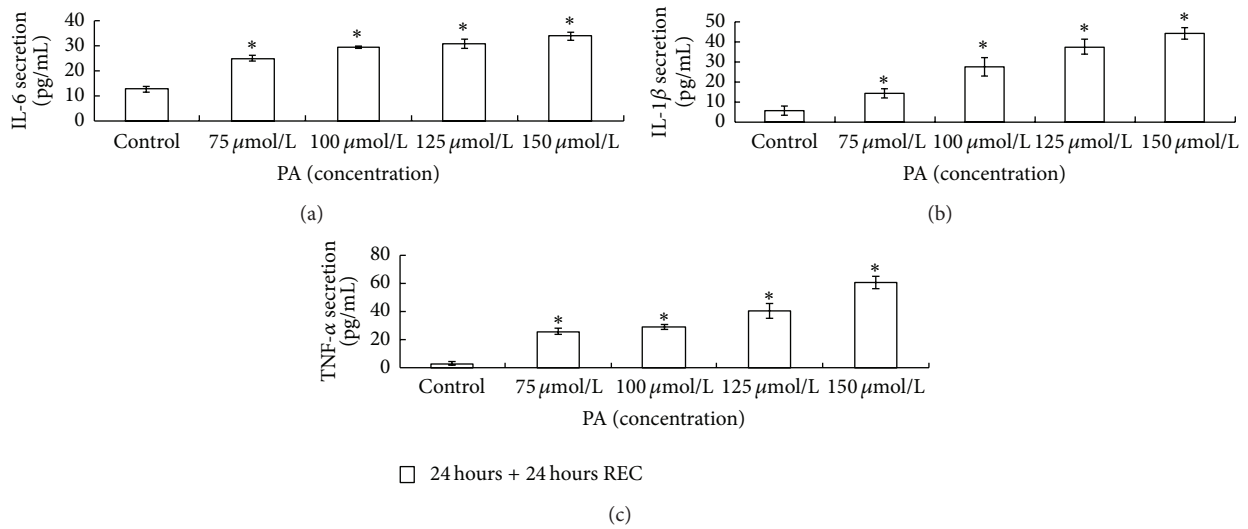 IL-6 secretion
(pg/mL)
40
30
20
10
0
* * * *
Control 75 μmol/L 100 μmol/L 125 μmol/L 150 μmol/L
PA (concentration)
(a)
IL-1β secretion
(pg/mL)
50
40
30
20
10
0
* * * *
Control 75 μmol/L 100 μmol/L 125 μmol/L 150 μmol/L
PA (concentration)
(b)
TNF-α secretion
(pg/mL)
80
60
40
20
0
* * * *
Control 75 μmol/L 100 μmol/L 125 μmol/L 150 μmol/L
PA (concentration)
24 hours + 24 hours REC
(c)